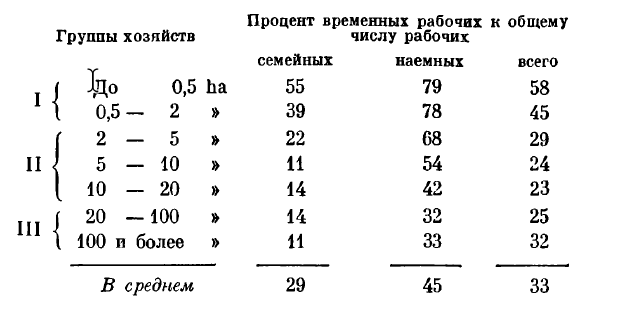 Группы хозяйств
Процент временных рабочих к общему
числу рабочих
семейных наемных всего
I { До 0,5 ha 55 79 58
0,5 — 2 » 39 78 45
II { 2 — 5 » 22 68 29
5 — 10 » 11 54 24
10 — 20 » 14 42 23
III { 20 — 100 » 14 32 25
100 и более » 11 33 32
В среднем 29 45 33